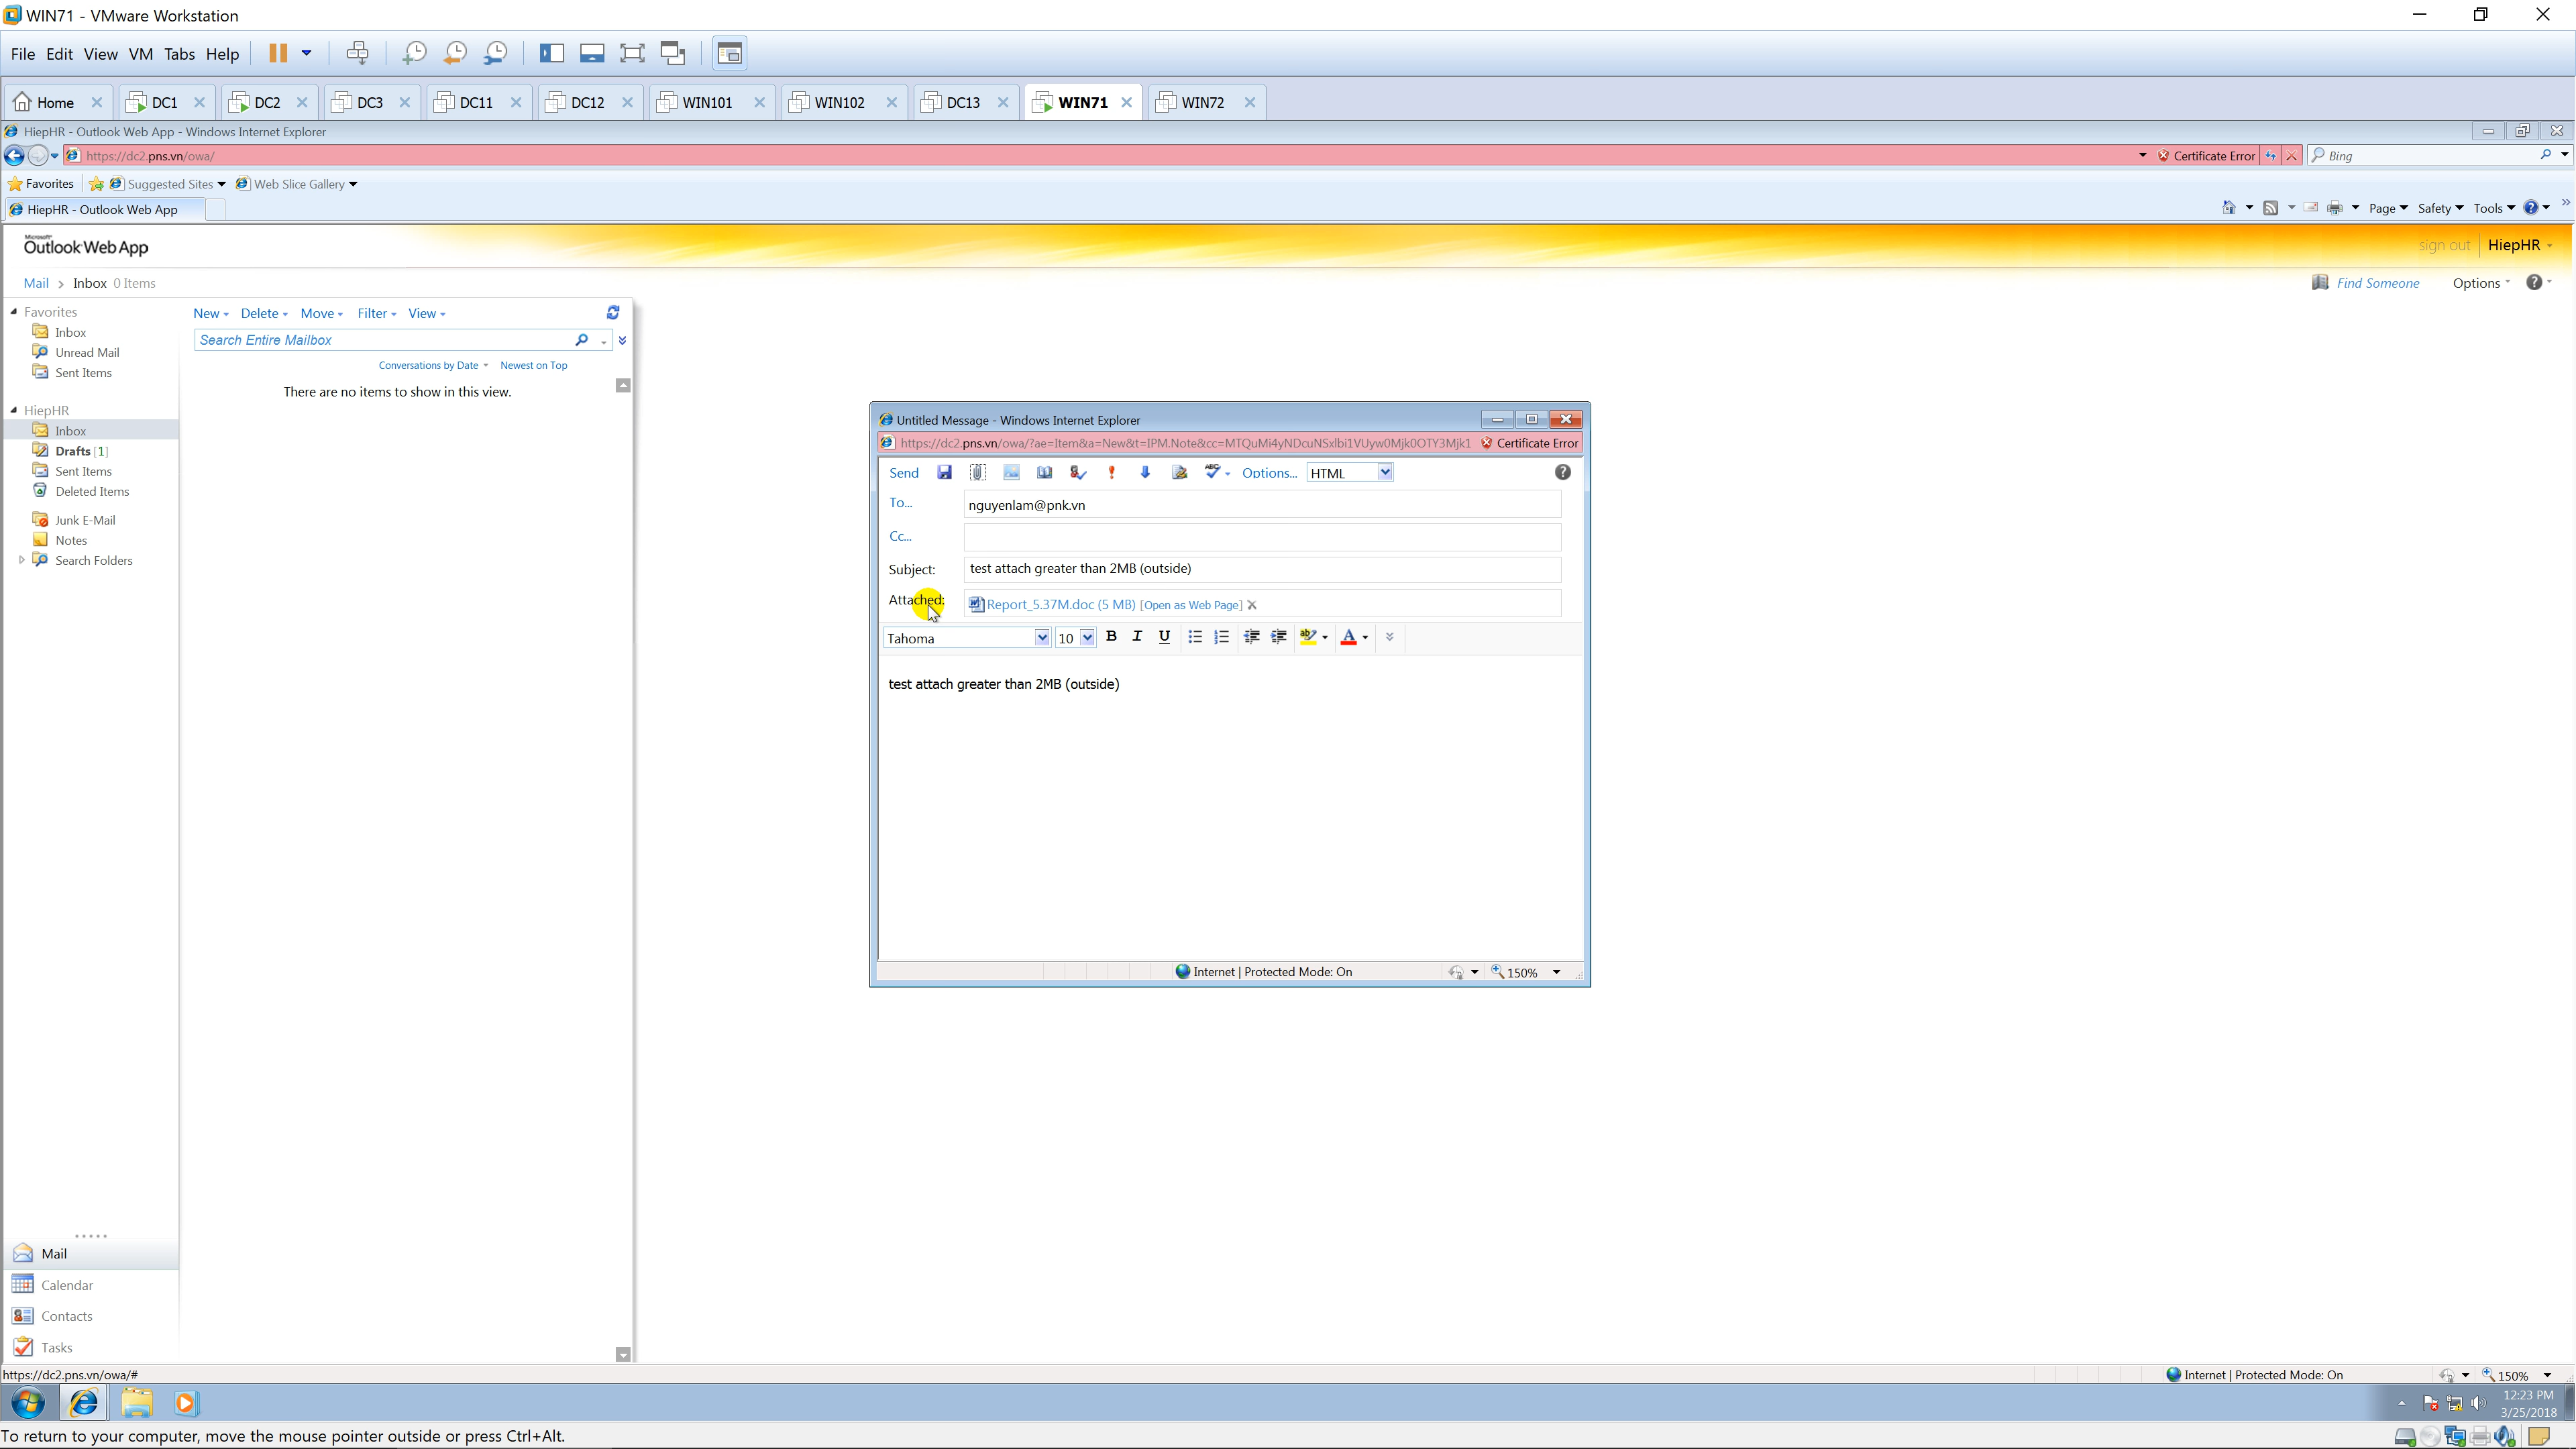 WIN71 - VMware Workstation
File Edit View VM Tabs Help
Home DC1 DC2 DC3 DC11 DC12 WIN101 WIN102 DC13 WIN71 WIN72
HiepHR - Outlook Web App - Windows Internet Explorer
https://dc2.pns.vn/owa/ Certificate Error Bing
Favorites Suggested Sites Web Slice Gallery
HiepHR - Outlook Web App Page Safety Tools
Microsoft
Outlook Web App sign out HiepHR
Mail > Inbox 0 Items Find Someone Options
Favorites
Inbox
Unread Mail
Sent Items
HiepHR
Inbox
Drafts [1]
Sent Items
Deleted Items
Junk E-Mail
Notes
Search Folders
Mail
Calendar
Contacts
Tasks
New Delete Move Filter View
Search Entire Mailbox
Conversations by Date Newest on Top
There are no items to show in this view.
Untitled Message - Windows Internet Explorer
https://dc2.pns.vn/owa/?ae=Item&a=New&t=IPM.Note&cc=MTQuMi4yNDcuNSxlbi1VUyw0Mjk0OTY3Mjk1 Certificate Error
Send Options... HTML
To... nguyenlam@pnk.vn
Cc...
Subject: test attach greater than 2MB (outside)
Attached: Report_5.37M.doc (5 MB) [Open as Web Page]
Tahoma 10 B I U A
test attach greater than 2MB (outside)
Internet | Protected Mode: On 150%
https://dc2.pns.vn/owa/# Internet | Protected Mode: On 150%
12:23 PM
3/25/2018
To return to your computer, move the mouse pointer outside or press Ctrl+Alt.